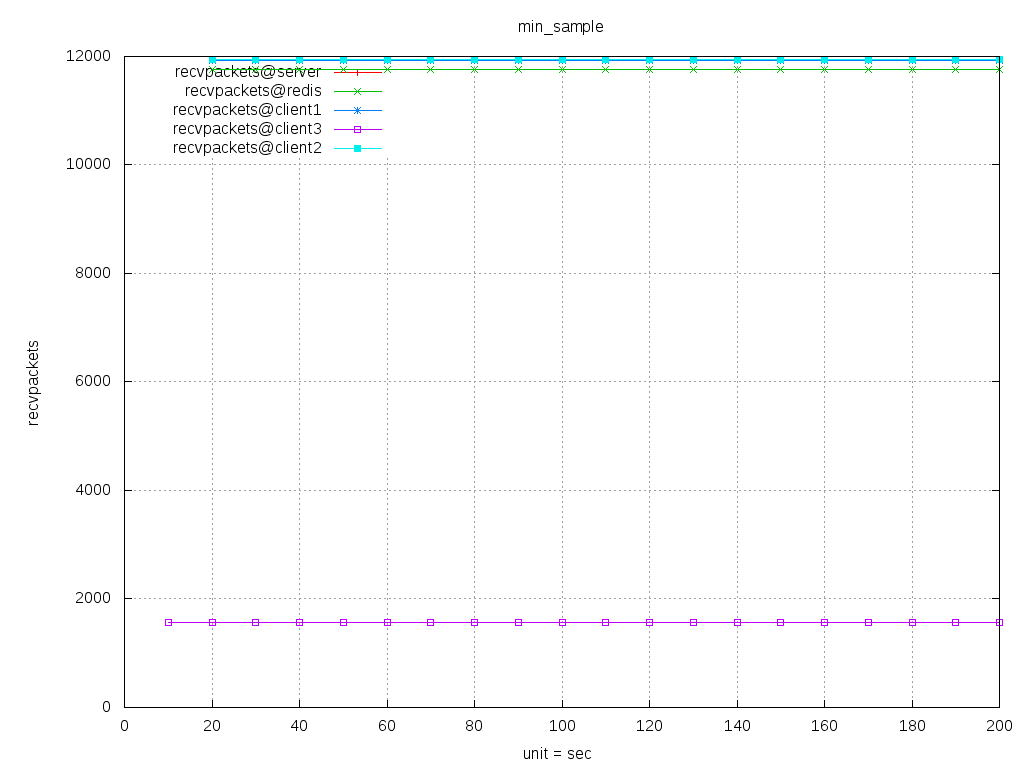 min_sample
12000
10000
8000
6000
4000
2000
0
recvpackets@server
recvpackets@redis
recvpackets@client1
recvpackets@client3
recvpackets@client2
recvpackets
0 20 40 60 80 100 120 140 160 180 200
unit = sec